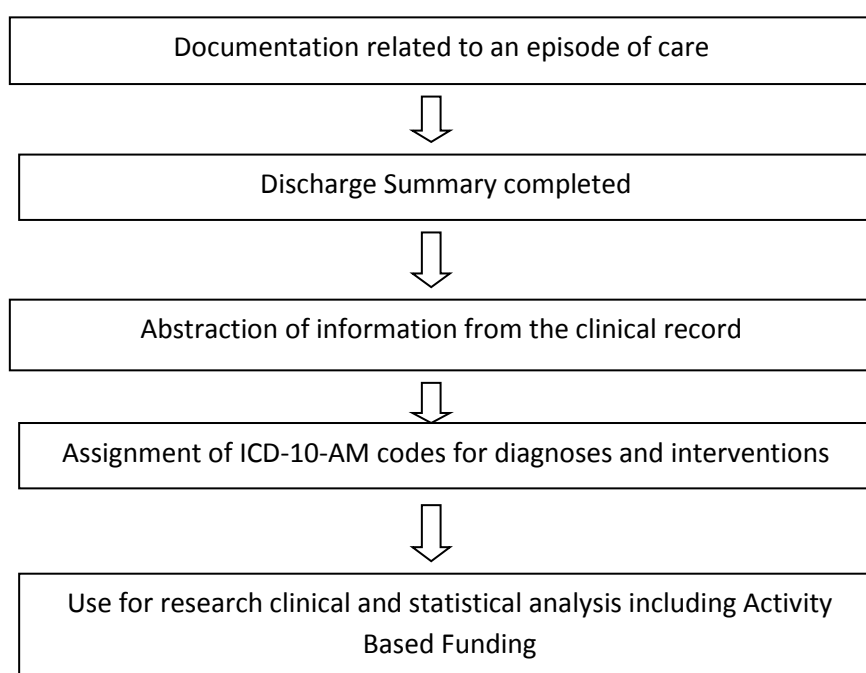 Documentation related to an episode of care
Discharge Summary completed
Abstraction of information from the clinical record
Assignment of ICD-10-AM codes for diagnoses and interventions
Use for research clinical and statistical analysis including Activity
Based Funding